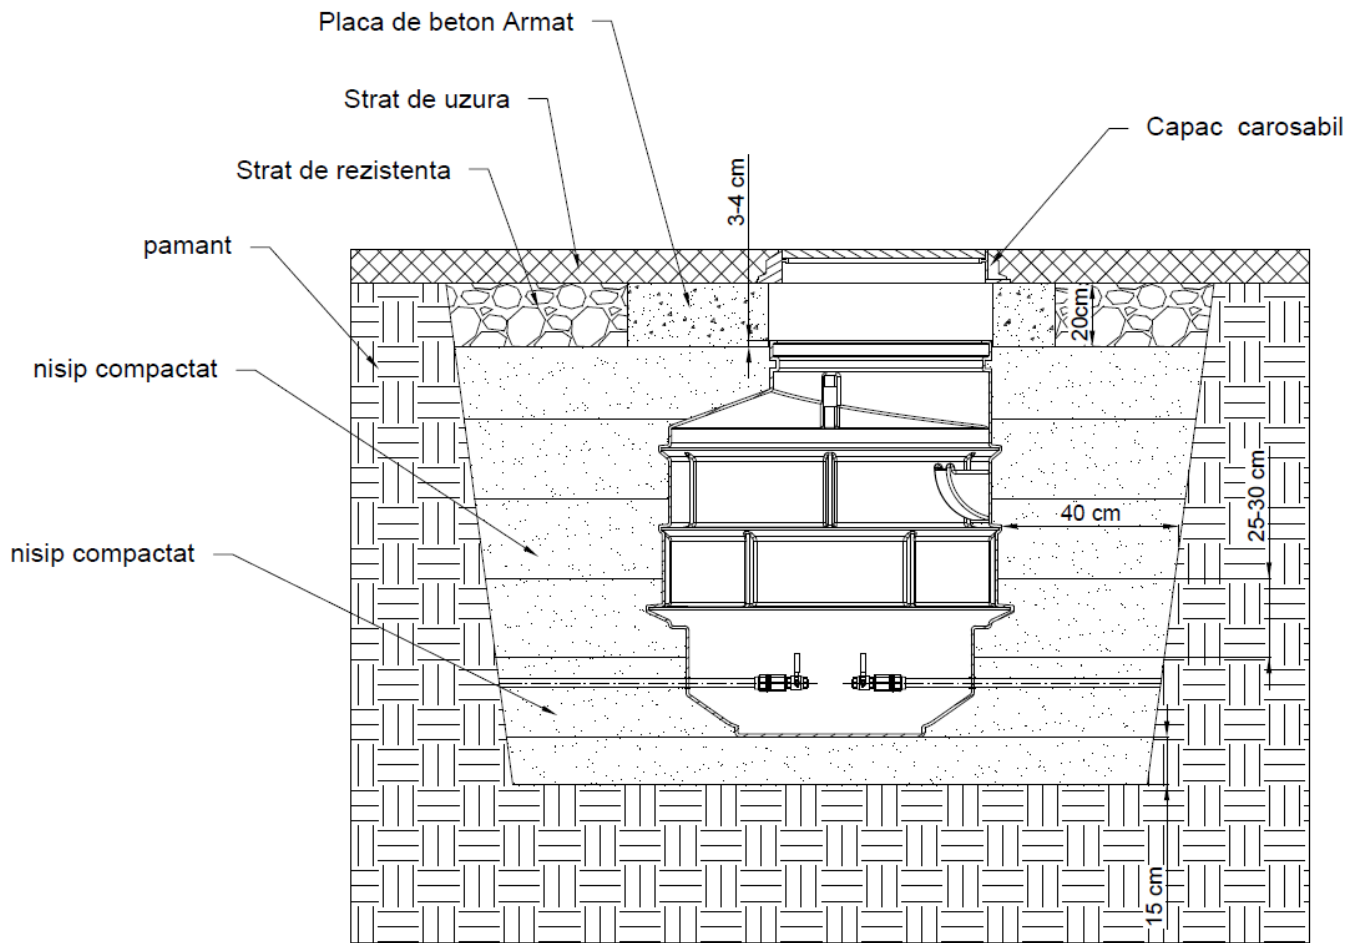 Placa de beton Armat
Strat de uzura
Capac carosabil
Strat de rezistenta
3-4 cm
pamant
20cm
nisip compactat
25-30 cm
40 cm
nisip compactat
15 cm